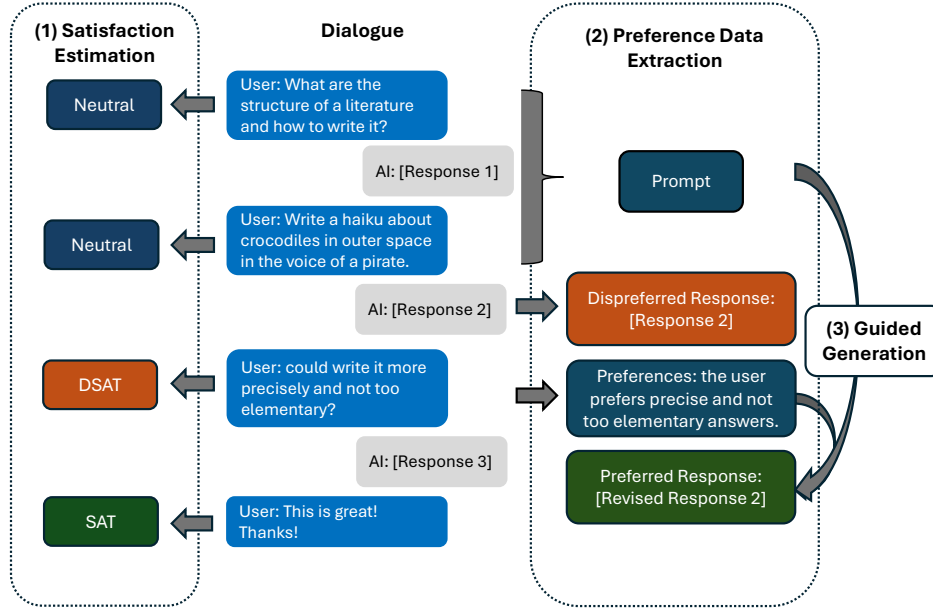 (1) Satisfaction
Estimation
Dialogue
(2) Preference Data
Extraction
Neutral
User: What are the
structure of a literature
and how to write it?
AI: [Response 1]
Prompt
Neutral
User: Write a haiku about
crocodiles in outer space
in the voice of a pirate.
AI: [Response 2]
Dispreferred Response:
[Response 2]
(3) Guided
Generation
DSAT
User: could write it more
precisely and not too
elementary?
Preferences: the user
prefers precise and not
too elementary answers.
AI: [Response 3]
Preferred Response:
[Revised Response 2]
SAT
User: This is great!
Thanks!